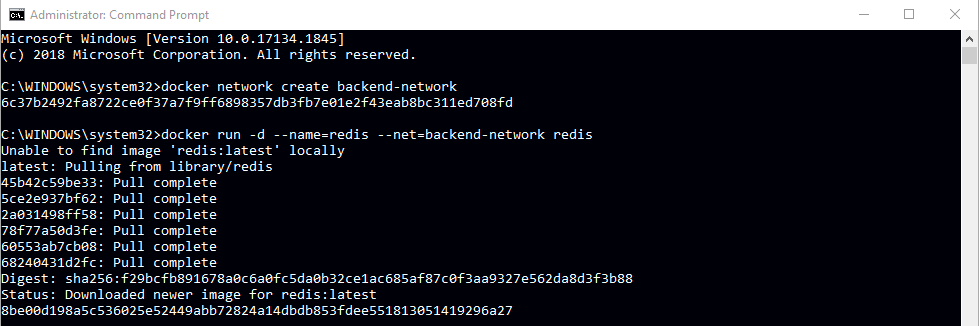 Administrator: Command Prompt
Microsoft Windows [Version 10.0.17134.1845]
(c) 2018 Microsoft Corporation. All rights reserved.
C:\WINDOWS\system32>docker network create backend-network
6c37b2492fa8722ce0f37a7f9ff6898357db3fb7e01e2f43eab8bc311ed708fd
C:\WINDOWS\system32>docker run -d --name=redis --net=backend-network redis
Unable to find image 'redis:latest' locally
latest: Pulling from library/redis
45b42c59be33: Pull complete
5ce2e937bf62: Pull complete
2a031498ff58: Pull complete
78f77a50d3fe: Pull complete
60553ab7cb08: Pull complete
68240431d2fc: Pull complete
Digest: sha256:f29bcfb891678a0c6a0fc5da0b32ce1ac685af87c0f3aa9327e562da8d3f3b88
Status: Downloaded newer image for redis:latest
8be00d198a5c536025e52449abb72824a14dbdb853fdee551813051419296a27